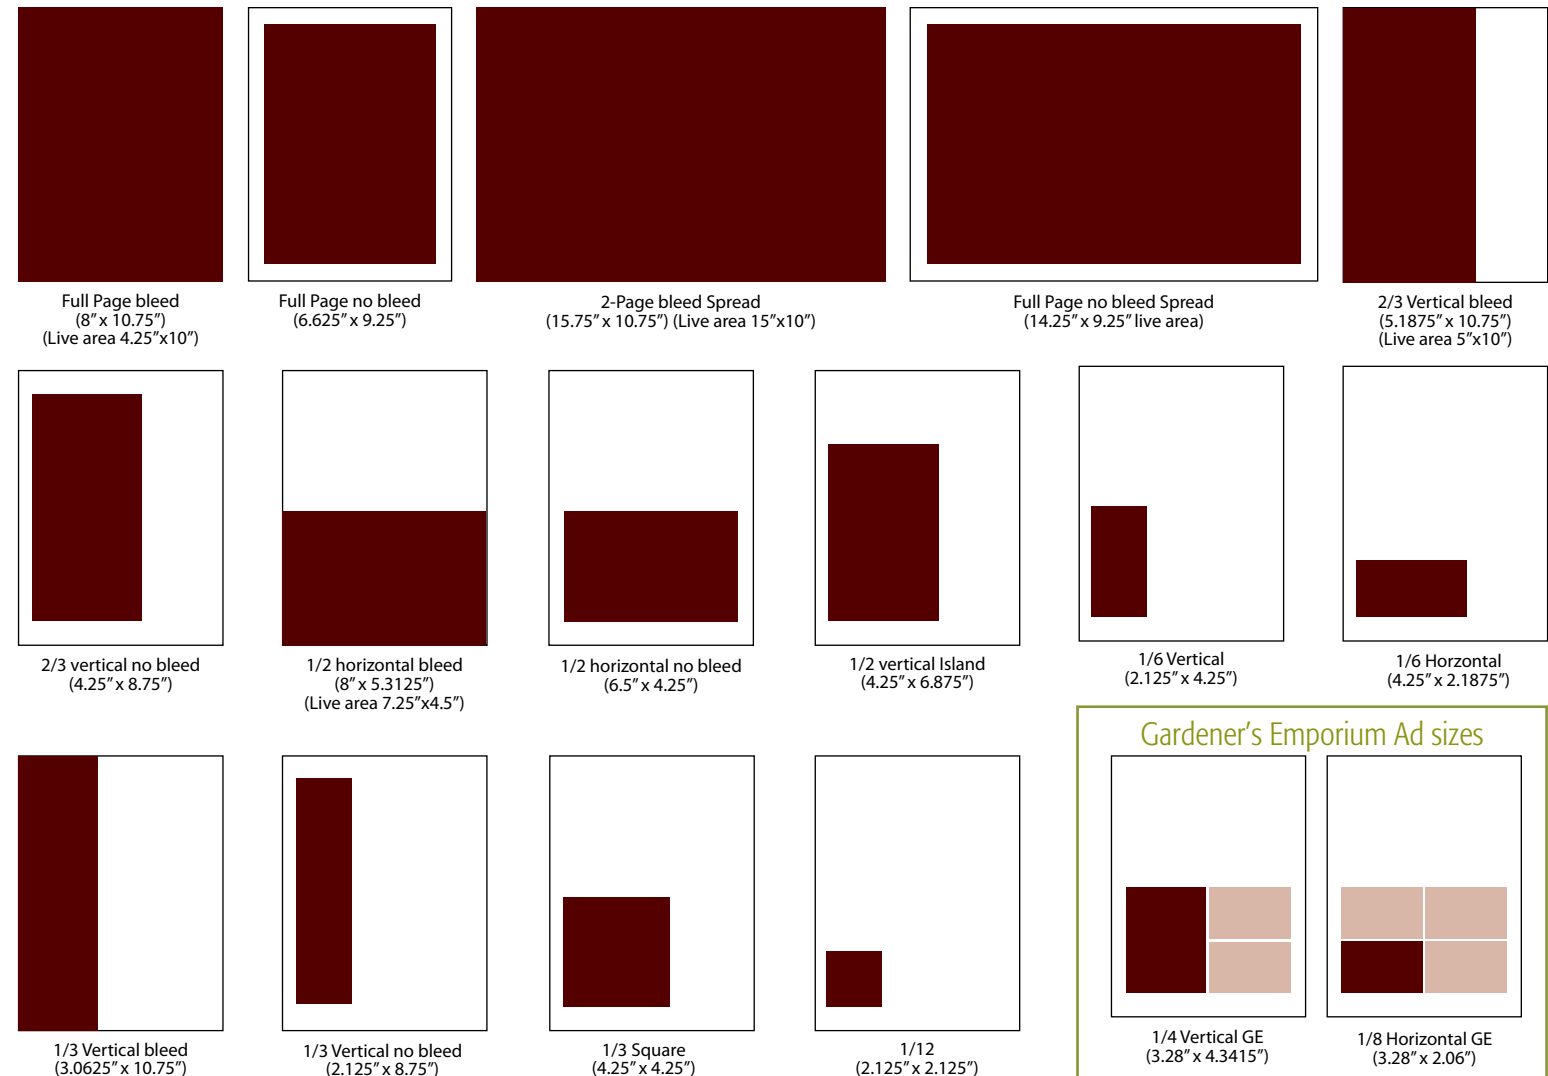 Full Page bleed
(8" x 10.75")
(Live area 4.25"x10")
Full Page no bleed
(6.625" x 9.25")
2-Page bleed Spread
(15.75" x 10.75") (Live area 15"x10")
Full Page no bleed Spread
(14.25" x 9.25" live area)
2/3 Vertical bleed
(5.1875" x 10.75")
(Live area 5"x10")
2/3 vertical no bleed
(4.25" x 8.75")
1/2 horizontal bleed
(8" x 5.3125")
(Live area 7.25"x4.5")
1/2 horizontal no bleed
(6.5" x 4.25")
1/2 vertical Island
(4.25" x 6.875")
1/6 Vertical
(2.125" x 4.25")
1/6 Horzontal
(4.25" x 2.1875")
1/3 Vertical bleed
(3.0625" x 10.75")
1/3 Vertical no bleed
(2.125" x 8.75")
1/3 Square
(4.25" x 4.25")
1/12
(2.125" x 2.125")
Gardener's Emporium Ad sizes
1/4 Vertical GE
(3.28" x 4.3415")
1/8 Horizontal GE
(3.28" x 2.06")